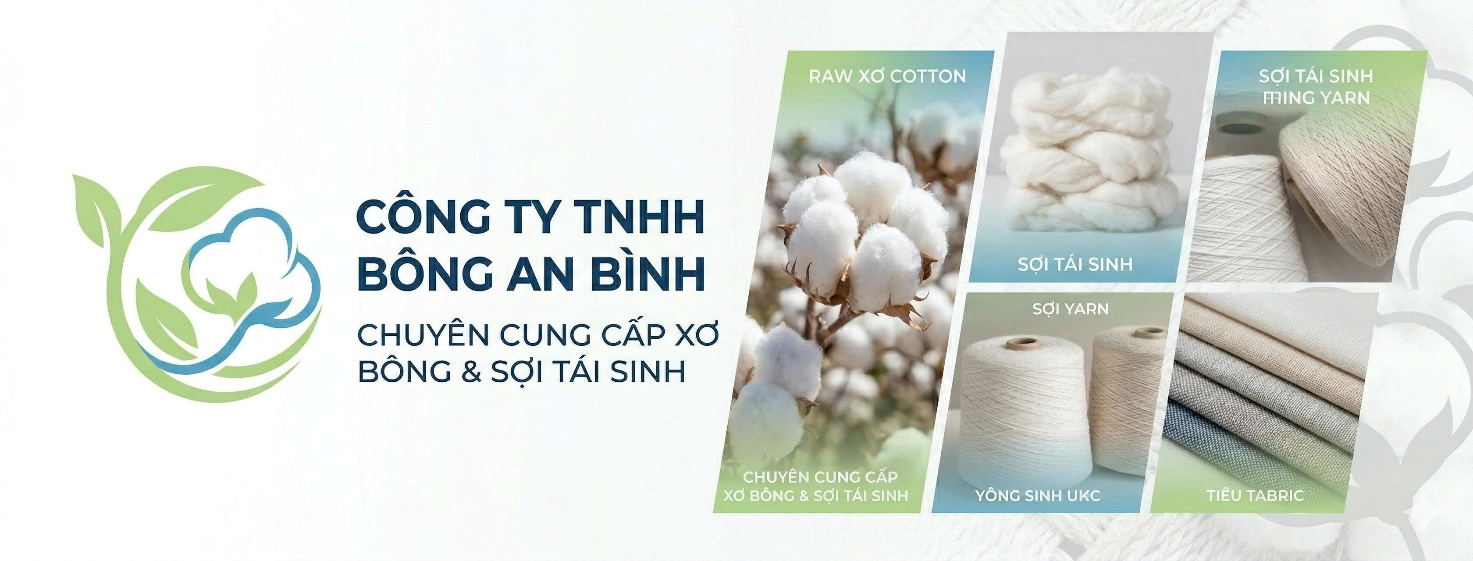 CÔNG TY TNHH
BÔNG AN BÌNH
CHUYÊN CUNG CẤP XƠ
BÔNG & SỢI TÁI SINH
RAW XƠ COTTON
CHUYÊN CUNG CẤP
XƠ BÔNG & SỢI TÁI SINH
SỢI TÁI SINH
SỢI TÁI SINH
YARN
SỢI YARN
YÔNG SINH UKC
TIÊU TABRIC